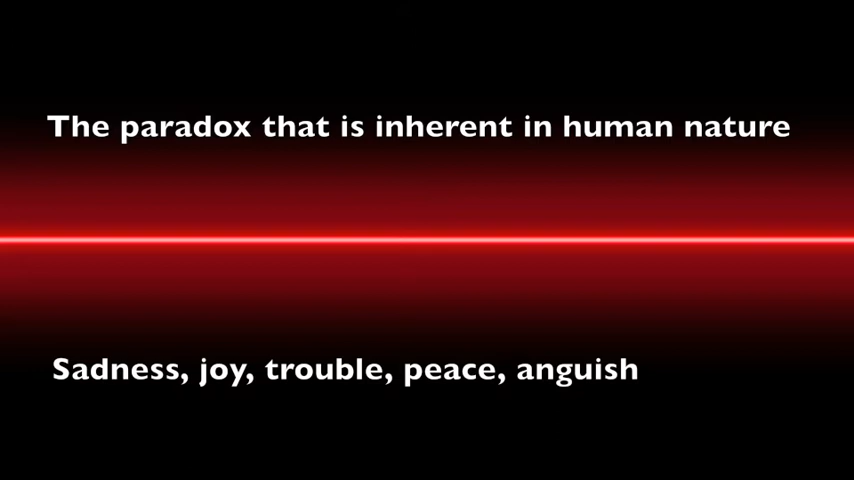 The paradox that is inherent in human nature
Sadness, joy, trouble, peace, anguish